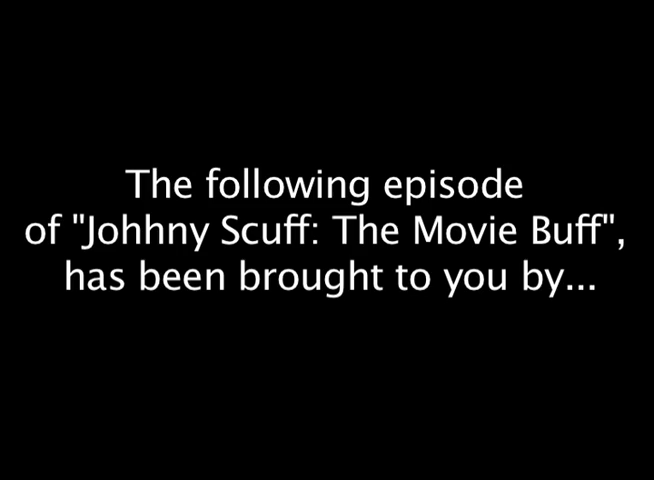 The following episode
of "Johhny Scuff: The Movie Buff",
has been brought to you by...